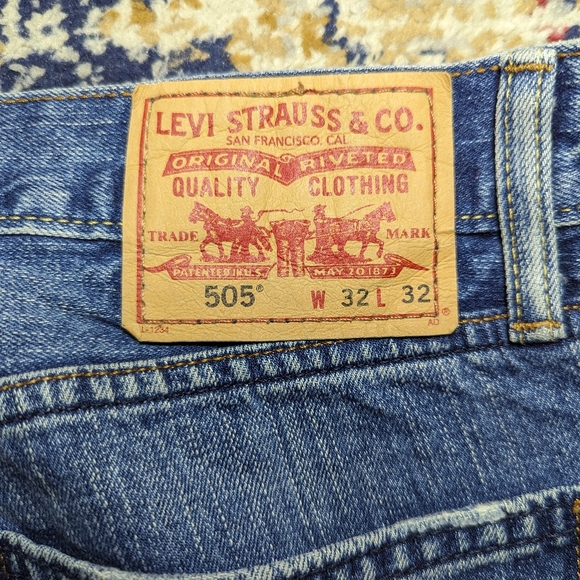 LEVI STRAUSS & CO.
SAN FRANCISCO. CAL
ORIGINAL RIVETED
QUALITY CLOTHING
TRADE MARK
PATENTED IN U.S. MAY 20 1873
505® W 32 L 32
®